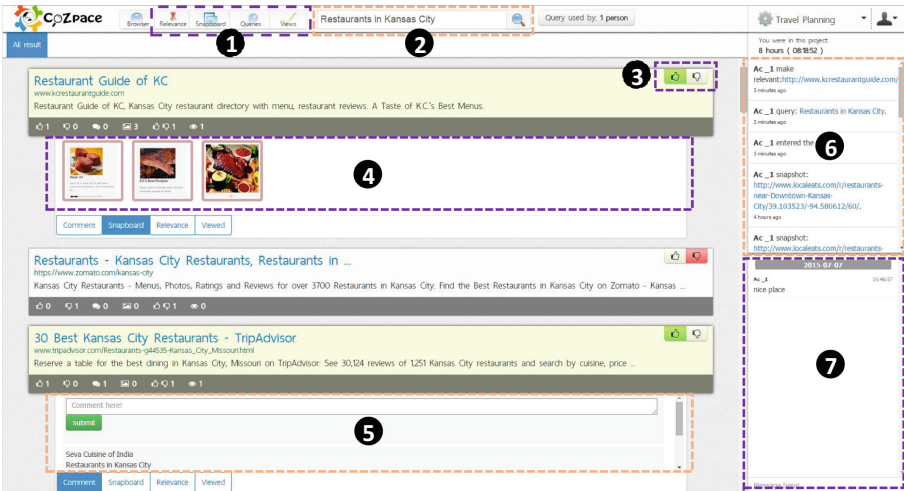 CoZpace
Browser Relevance Snapboard Queries Views
Restaurants in Kansas City
Query used by: 1 person
Travel Planning
All result
1
2
3
You were in this project
8 hours ( 08:18:52 )
Restaurant Guide of KC
www.kcrestaurantguide.com
Restaurant Guide of KC, Kansas City restaurant directory with menu, restaurant reviews. A Taste of K.C's Best Menus.
1 0 0 3 1 1
4
Comment Snapboard Relevance Viewed
Restaurants - Kansas City Restaurants, Restaurants in ...
https://www.zomato.com/kansas-city
Kansas City Restaurants - Menus, Photos, Ratings and Reviews for over 3700 Restaurants in Kansas City. Find the Best Restaurants in Kansas City on Zomato - Kansas ...
0 1 0 0 1 0
30 Best Kansas City Restaurants - TripAdvisor
www.tripadvisor.com/Restaurants-g44535-Kansas_City_Missouri.html
Reserve a table for the best dining in Kansas City, Missouri on TripAdvisor: See 30,124 reviews of 1,251 Kansas City restaurants and search by cuisine, price ...
1 0 1 0 1 1
Comment here!
submit
5
Seva Cuisine of India
Restaurants in Kansas City
Comment Snapboard Relevance Viewed
Ac _1 make
relevant:http://www.kcrestaurantguide.com/
3 minutes ago
Ac _1 query: Restaurants in Kansas City.
3 minutes ago
Ac _1 entered the
6
3 minutes ago
Ac _1 snapshot:
http://www.localeats.com/r/restaurants-
near-Downtown-Kansas-
City/39.103523/-94.580612/60/.
4 hours ago
Ac _1 snapshot:
http://www.localeats.com/r/restaurants-
2015-07-07
Ac_1 15:46:57
nice place
7
Message here!